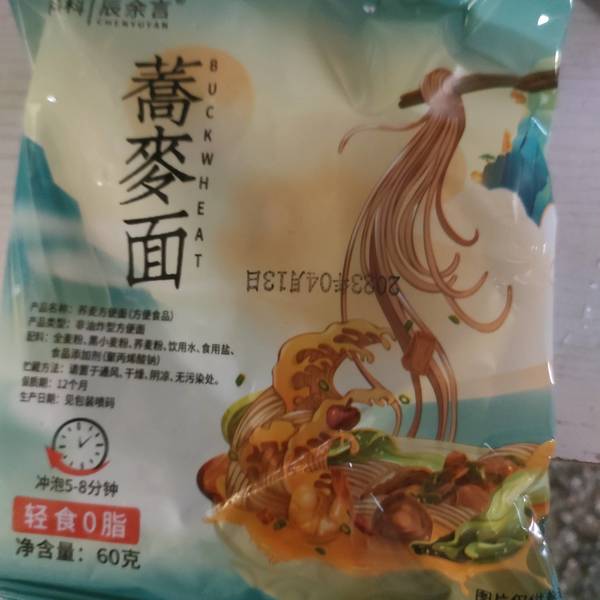 辰余言®
CHENYUYAN
蕎麥面
BUCKWHEAT
2023年04月13日
产品名称：荞麦方便面(方便食品)
产品类型：非油炸型方便面
配料：全麦粉、黑小麦粉、荞麦粉、饮用水、食用盐、
食品添加剂(聚丙烯酸钠)
贮藏方法：请置于通风、干燥、阴凉、无污染处。
保质期：12个月
生产日期：见包装喷码
冲泡5-8分钟
轻食0脂
净含量：60克